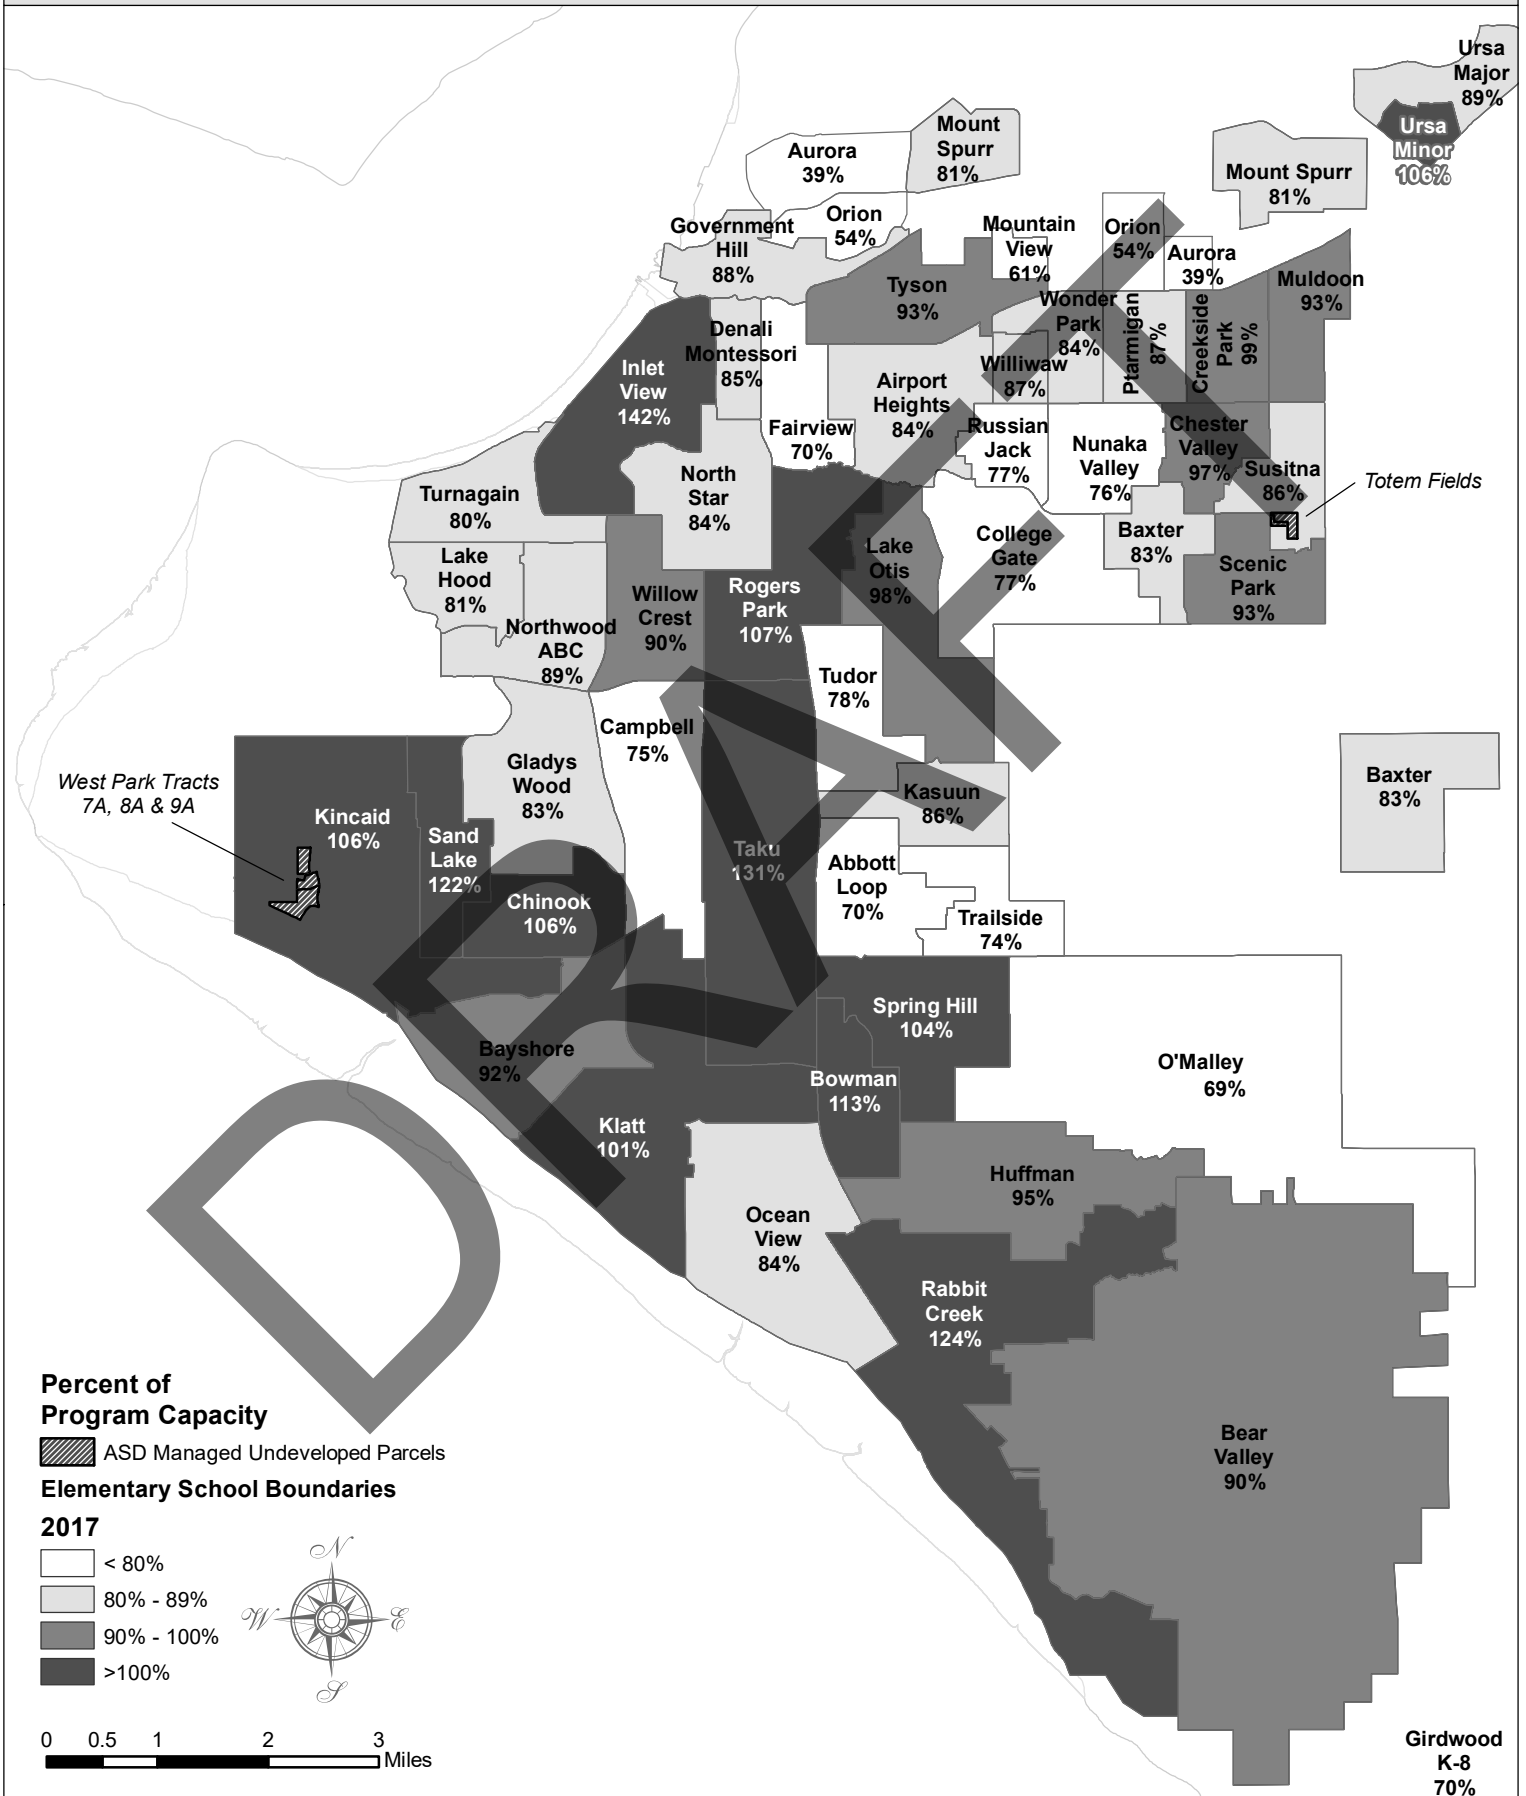 Ursa
Major
89%
Ursa
Minor
106%
Mount
Spurr
81%
Aurora
39%
Mount Spurr
81%
Orion
54%
Government
Hill
88%
Mountain
View
61%
Orion
54%
Aurora
39%
Muldoon
93%
Tyson
93%
Wonder
Park
84%
Ptarmigan
87%
Creekside
Park
99%
Denali
Montessori
85%
Inlet
View
142%
Williwaw
87%
Airport
Heights
84%
Fairview
70%
Russian
Jack
77%
Nunaka
Valley
76%
Chester
Valley
97%
Susitna
86%
Totem Fields
Turnagain
80%
North
Star
84%
College
Gate
77%
Baxter
83%
Lake
Otis
98%
Scenic
Park
93%
Lake
Hood
81%
Willow
Crest
90%
Rogers
Park
107%
Northwood
ABC
89%
Tudor
78%
Campbell
75%
Gladys
Wood
83%
Kasuun
86%
Baxter
83%
West Park Tracts
7A, 8A & 9A
Kincaid
106%
Sand
Lake
122%
Taku
131%
Abbott
Loop
70%
Chinook
106%
Trailside
74%
Spring Hill
104%
Bayshore
92%
Bowman
113%
O'Malley
69%
Klatt
101%
Huffman
95%
Ocean
View
84%
Rabbit
Creek
124%
Bear
Valley
90%
DRAFT
Percent of
Program Capacity
ASD Managed Undeveloped Parcels
Elementary School Boundaries
2017
< 80%
80% - 89%
90% - 100%
>100%
N
W
E
S
0 0.5 1 2 3
Miles
Girdwood
K-8
70%